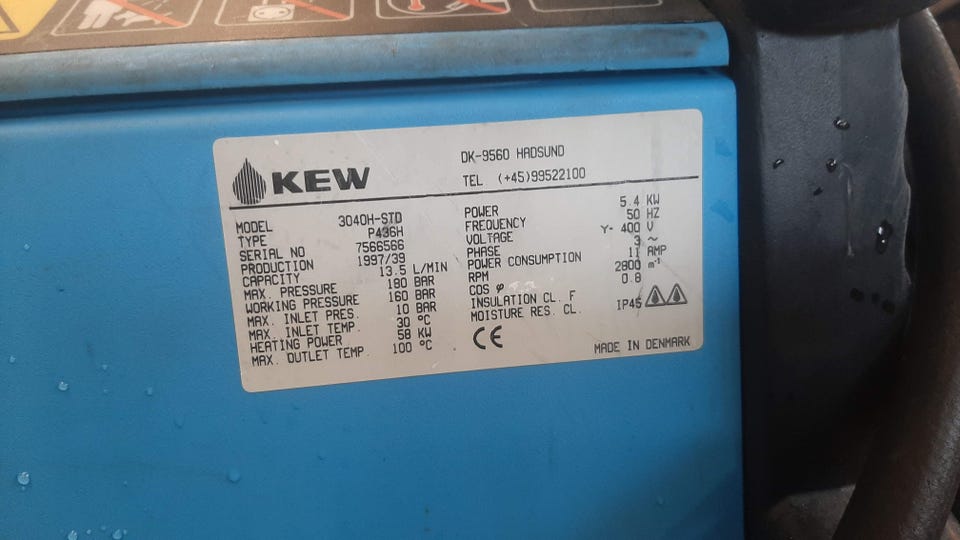 KEW
DK-9560 HADSUND
TEL (+45)99522100
MODEL 3040H-STD
TYPE P436H
SERIAL NO 7566566
PRODUCTION 1997/39
CAPACITY 13.5 L/MIN
MAX. PRESSURE 180 BAR
WORKING PRESSURE 160 BAR
MAX. INLET PRES. 10 BAR
MAX. INLET TEMP. 30 °C
HEATING POWER 58 KW
MAX. OUTLET TEMP 100 °C
POWER 5.4 KW
FREQUENCY 50 HZ
VOLTAGE Y- 400 V
PHASE 3 ~
POWER CONSUMPTION 11 AMP
RPM 2800 m⁻¹
COS φ 0.8
INSULATION CL. F
MOISTURE RES. CL. IP45
CE
MADE IN DENMARK